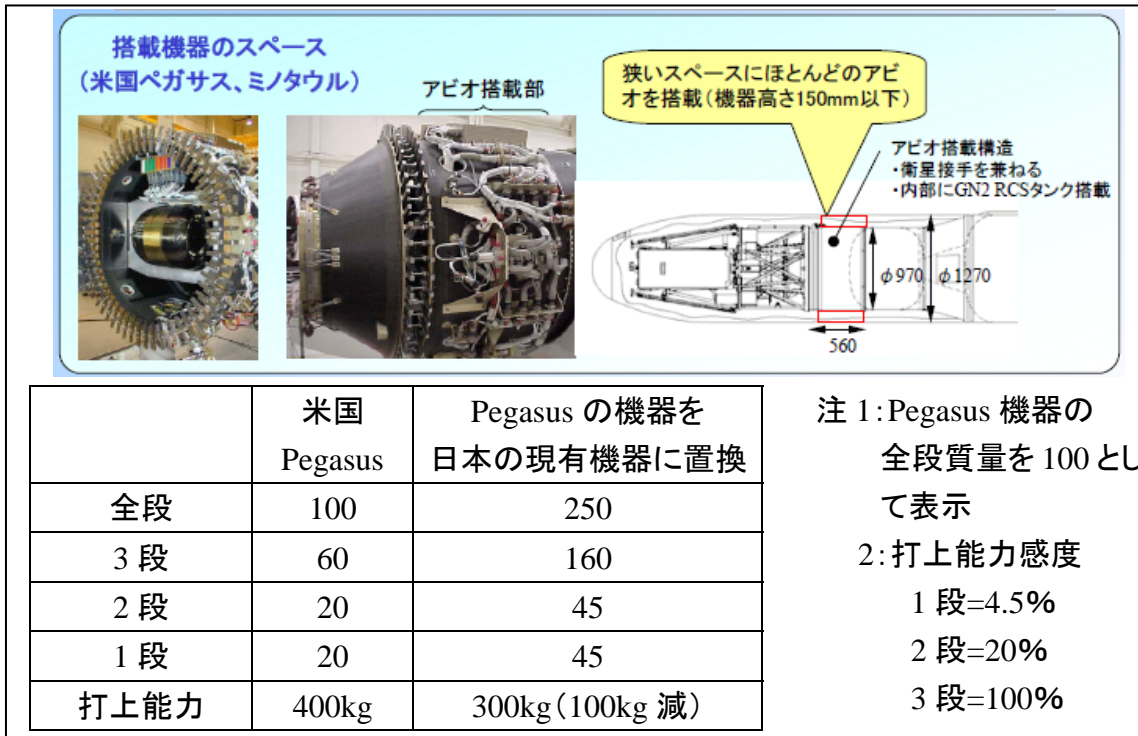 搭載機器のスペース
(米国ペガサス、ミノタウル)
アビオ搭載部
狭いスペースにほとんどのアビ
オを搭載(機器高さ150mm以下)
アビオ搭載構造
・衛星接手を兼ねる
・内部にGN2 RCSタンク搭載
φ970
φ1270
560
米国
Pegasus
Pegasus の機器を
日本の現有機器に置換
全段 100 250
3 段 60 160
2 段 20 45
1 段 20 45
打上能力 400kg 300kg(100kg 減)
注 1:Pegasus 機器の
全段質量を 100 とし
て表示
2:打上能力感度
1 段=4.5%
2 段=20%
3 段=100%